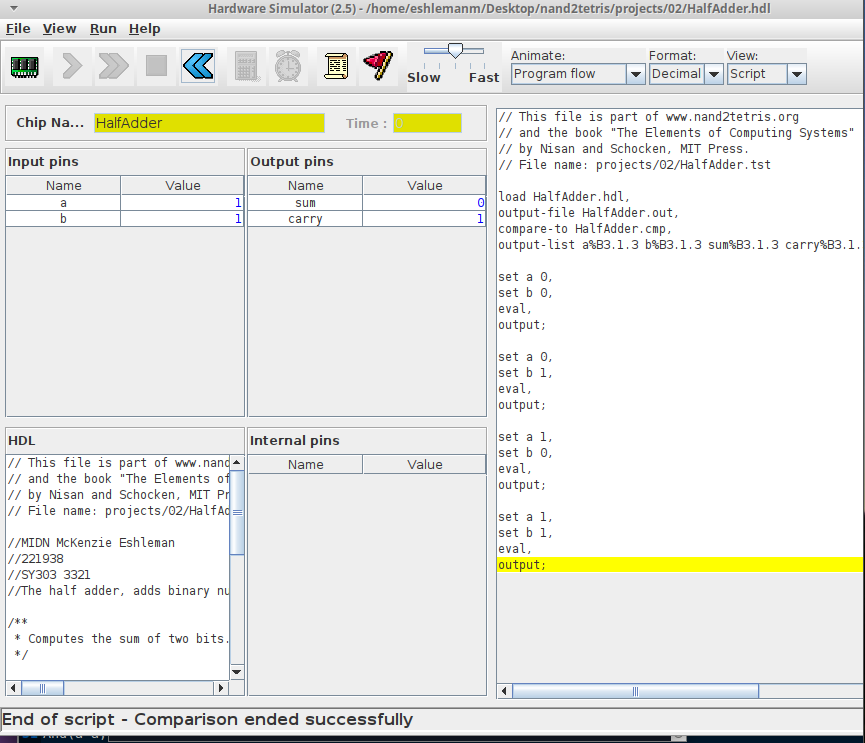 Hardware Simulator (2.5) - /home/eshlemanm/Desktop/nand2tetris/projects/02/HalfAdder.hdl
File View Run Help
Slow Fast
Animate: Format: View:
Program flow Decimal Script
Chip Na... HalfAdder Time : 0
Input pins
Name Value
a 1
b 1
Output pins
Name Value
sum 0
carry 1
HDL
// This file is part of www.nand
// and the book "The Elements of
// by Nisan and Schocken, MIT Pr
// File name: projects/02/HalfAd
//MIDN McKenzie Eshleman
//221938
//SY303 3321
//The half adder, adds binary nu
/**
* Computes the sum of two bits.
*/
Internal pins
Name Value
// This file is part of www.nand2tetris.org
// and the book "The Elements of Computing Systems"
// by Nisan and Schocken, MIT Press.
// File name: projects/02/HalfAdder.tst
load HalfAdder.hdl,
output-file HalfAdder.out,
compare-to HalfAdder.cmp,
output-list a%B3.1.3 b%B3.1.3 sum%B3.1.3 carry%B3.1.
set a 0,
set b 0,
eval,
output;
set a 0,
set b 1,
eval,
output;
set a 1,
set b 0,
eval,
output;
set a 1,
set b 1,
eval,
output;
End of script - Comparison ended successfully